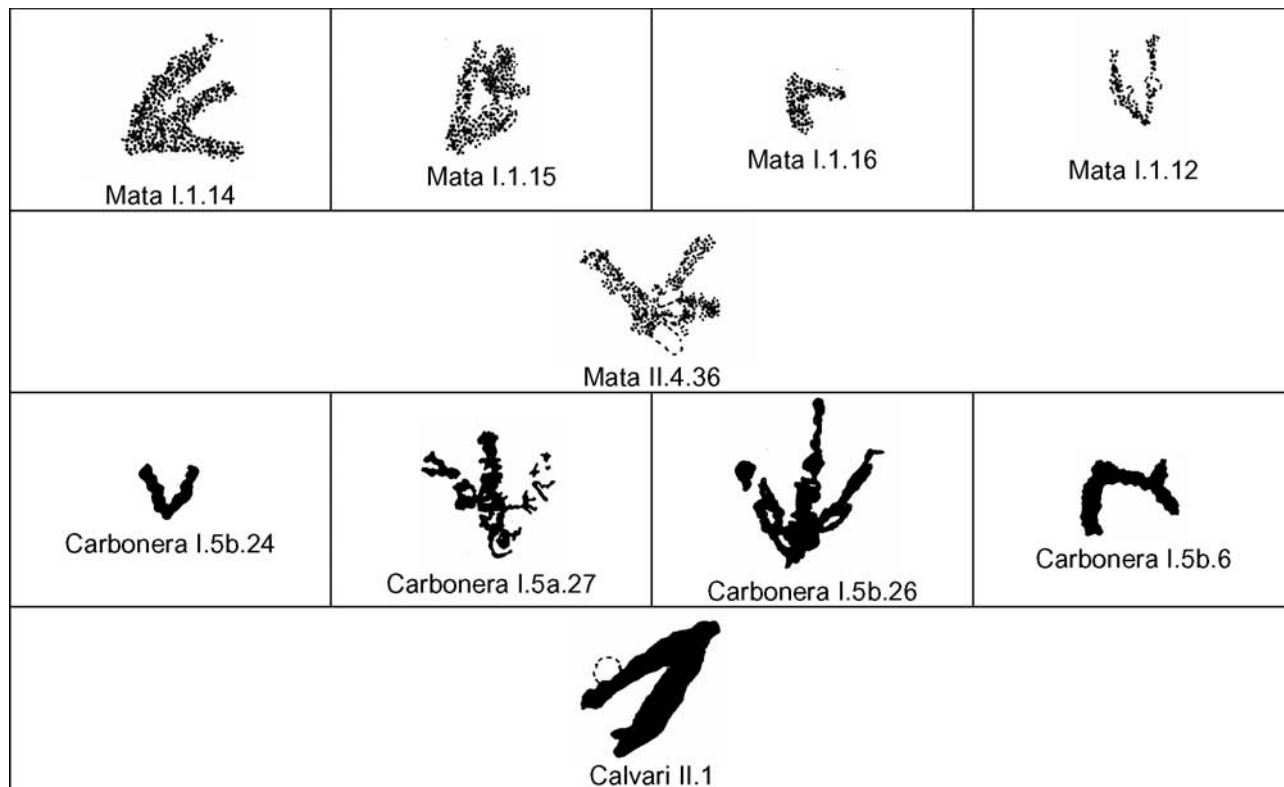 Mata I.1.14
Mata I.1.15
Mata I.1.16
Mata I.1.12
Mata II.4.36
Carbonera I.5b.24
Carbonera I.5a.27
Carbonera I.5b.26
Carbonera I.5b.6
Calvari II.1